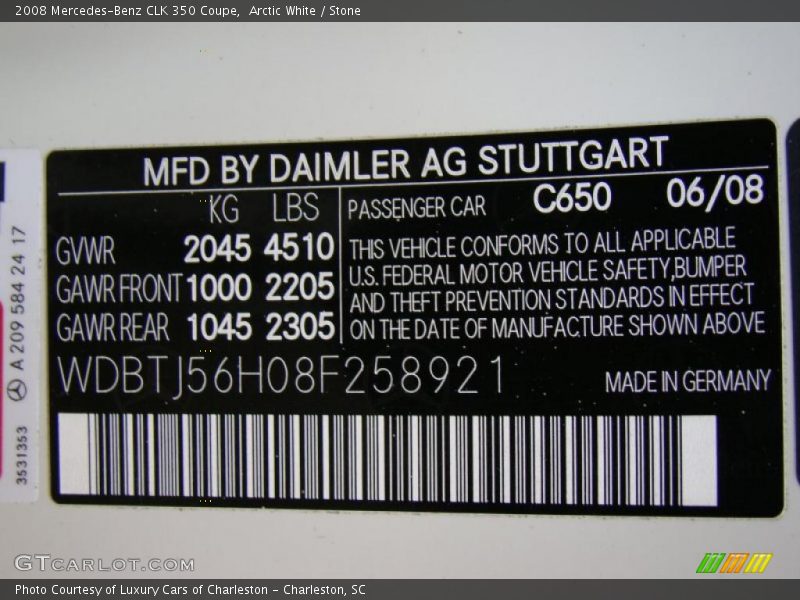 2008 Mercedes-Benz CLK 350 Coupe,  Arctic White / Stone
MFD BY DAIMLER AG STUTTGART
KG LBS
GVWR 2045 4510
GAWR FRONT 1000 2205
GAWR REAR 1045 2305
PASSENGER CAR C650 06/08
THIS VEHICLE CONFORMS TO ALL APPLICABLE
U.S. FEDERAL MOTOR VEHICLE SAFETY,BUMPER
AND THEFT PREVENTION STANDARDS IN EFFECT
ON THE DATE OF MANUFACTURE SHOWN ABOVE
WDBTJ56H08F258921
MADE IN GERMANY
A 209 584 24 17
3531353
GTCARLOT.COM
Photo Courtesy of Luxury Cars of Charleston - Charleston, SC